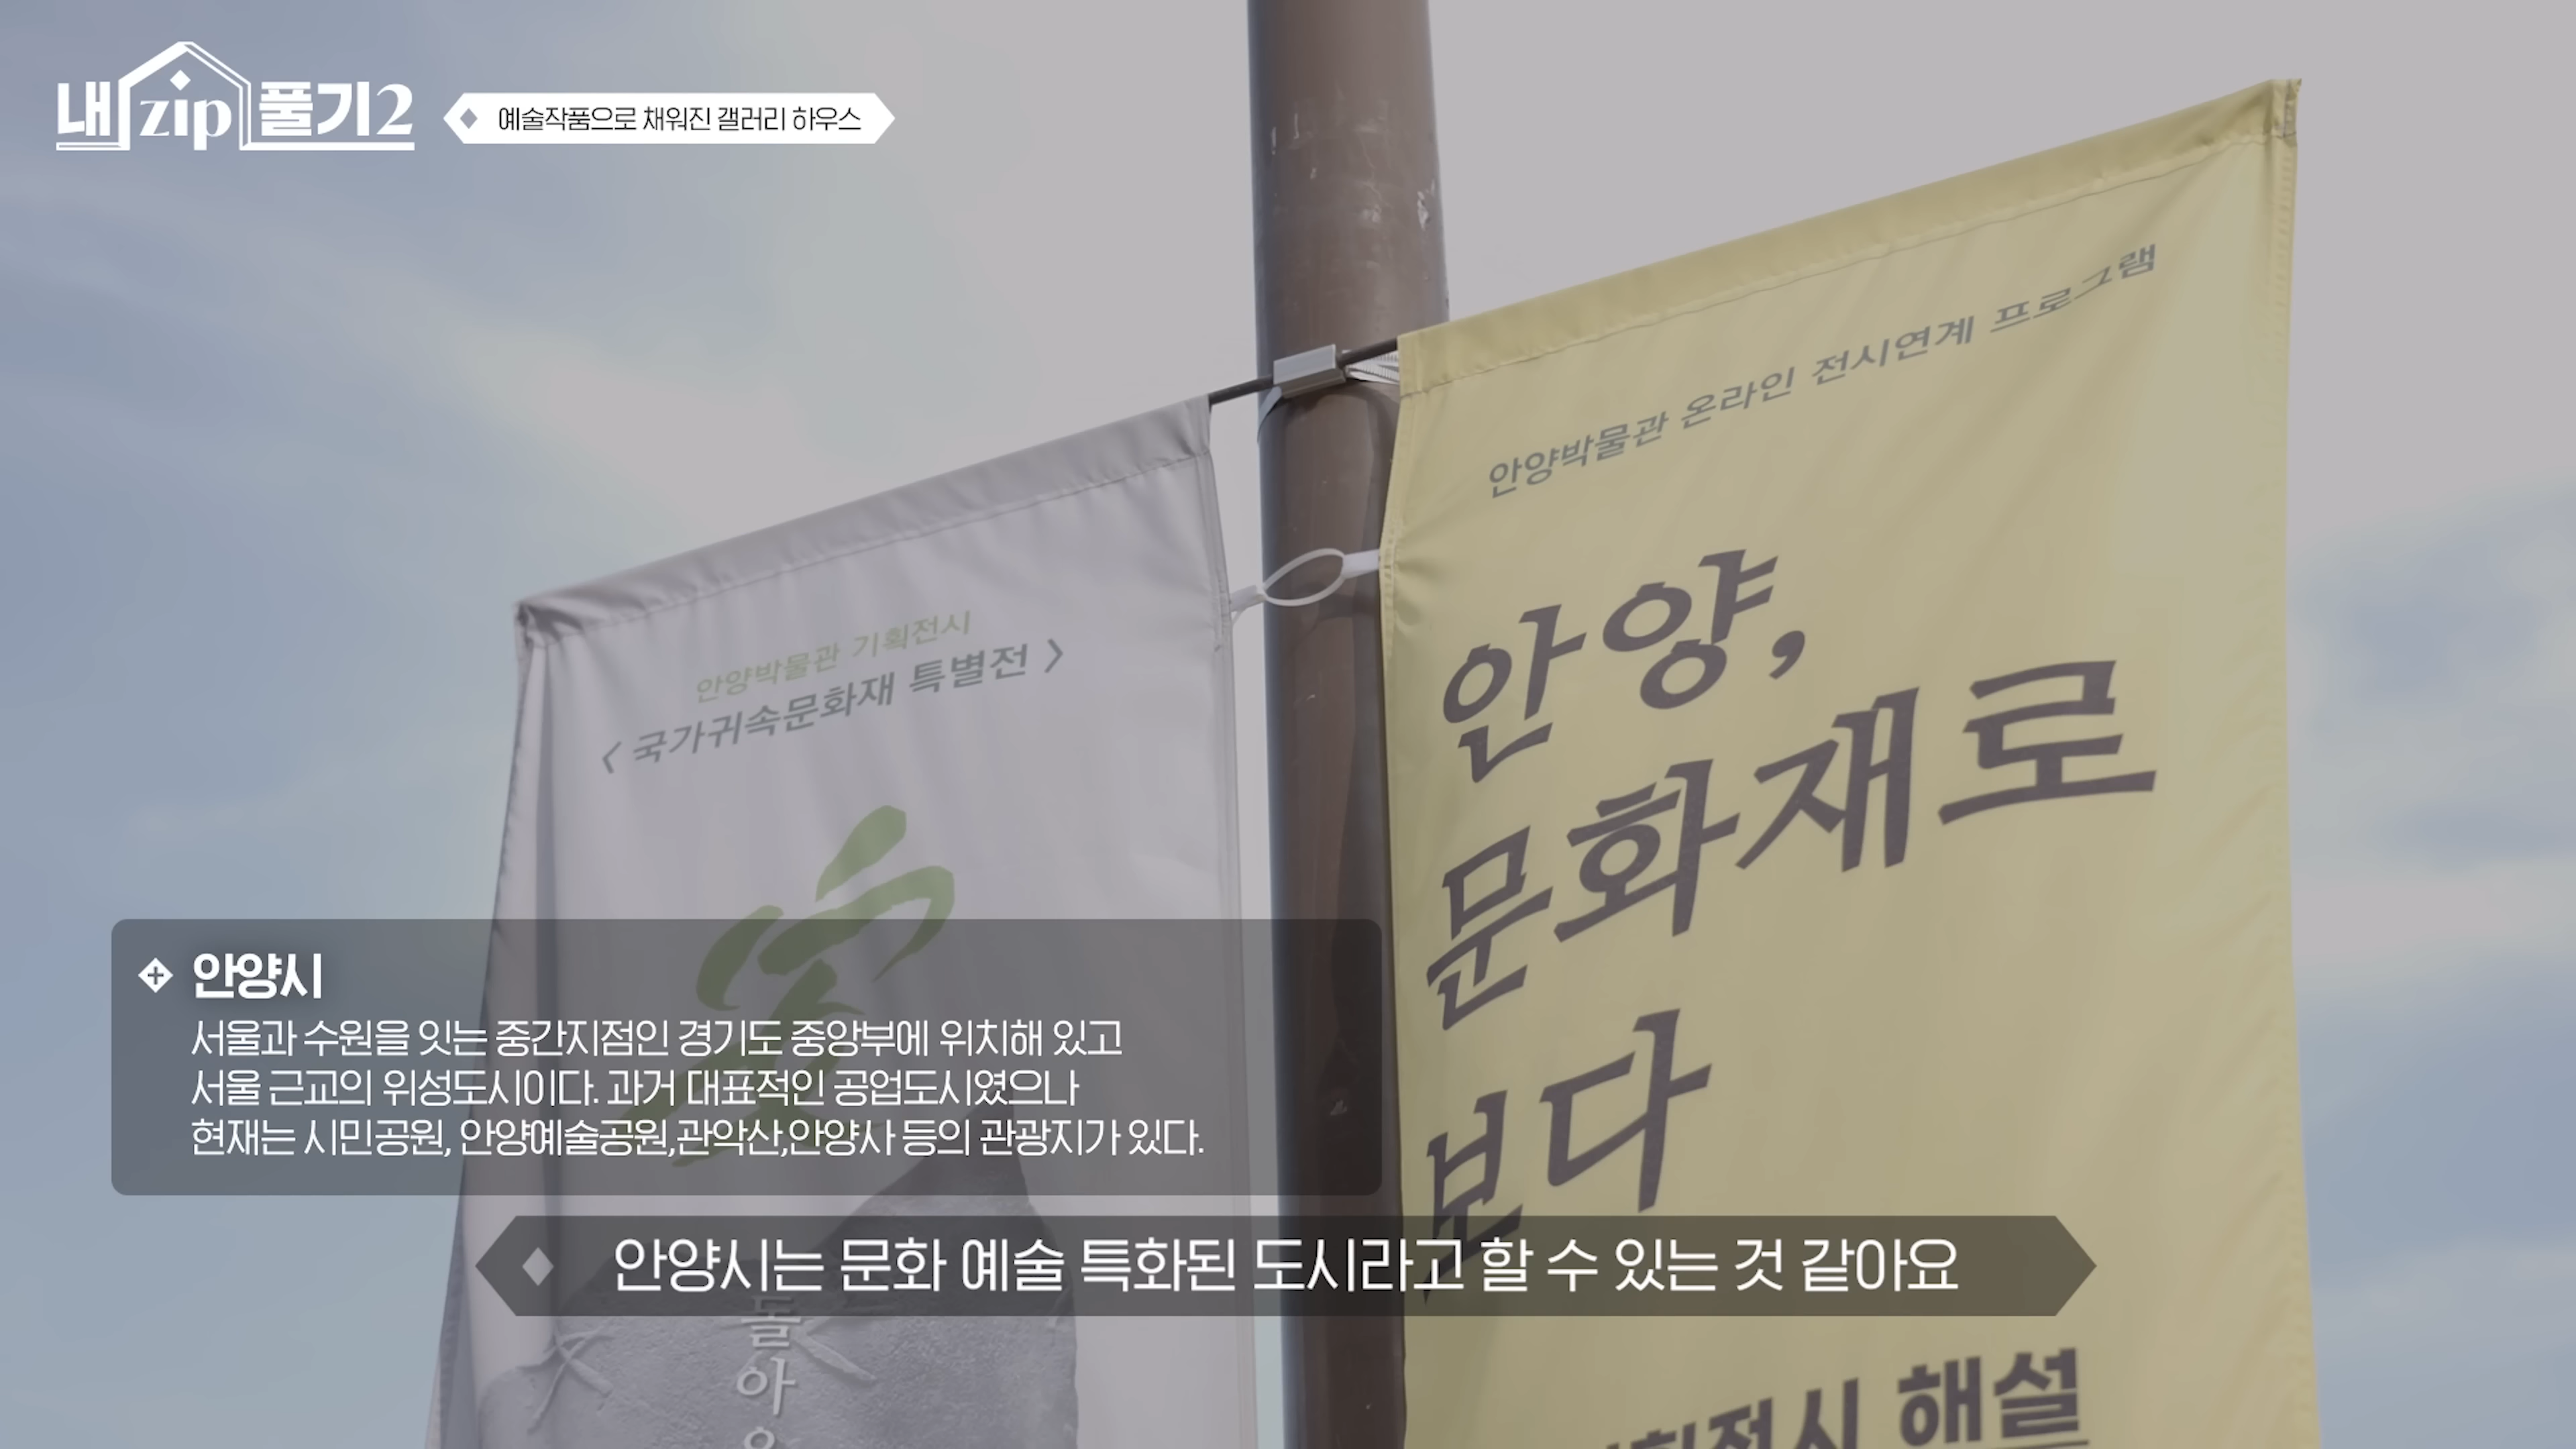 내zip풀기2
예술작품으로 채워진 갤러리 하우스
안양박물관 온라인 전시연계 프로그램
안양,
문화재로
보다
전시 해설
안양박물관 기획전시
< 국가귀속문화재 특별전 >
돌
아
안양시
서울과 수원을 잇는 중간지점인 경기도 중앙부에 위치해 있고
서울 근교의 위성도시이다. 과거 대표적인 공업도시였으나
현재는 시민공원, 안양예술공원,관악산,안양사 등의 관광지가 있다.
안양시는 문화 예술 특화된 도시라고 할 수 있는 것 같아요